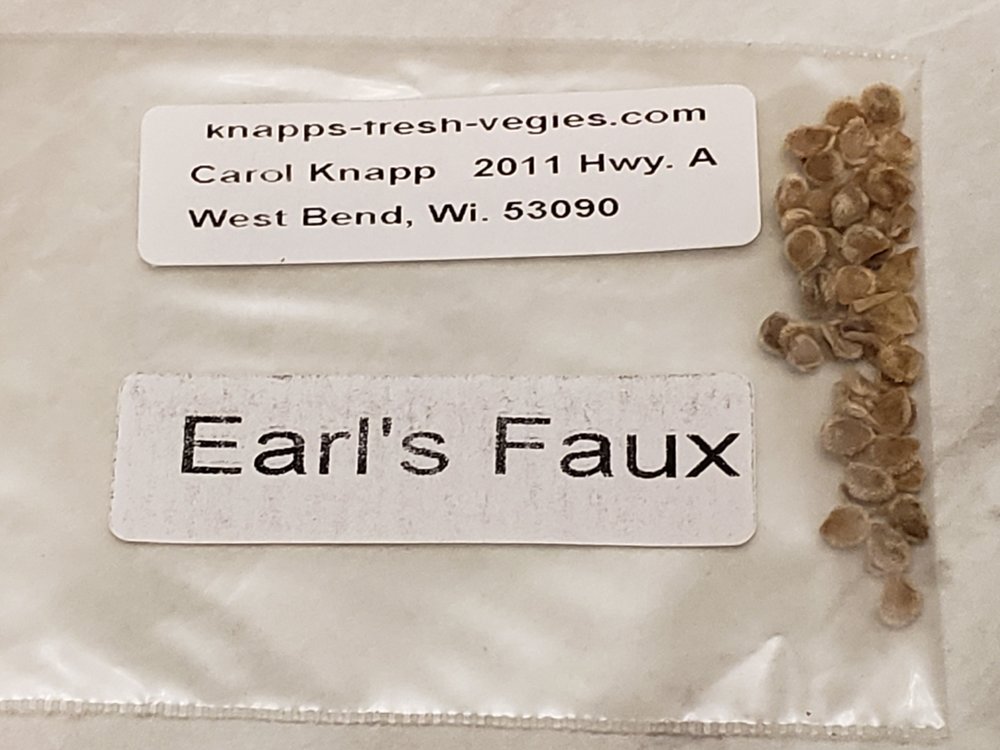 knapps-fresh-vegies.com
Carol Knapp 2011 Hwy. A
West Bend, Wi. 53090
Earl's Faux